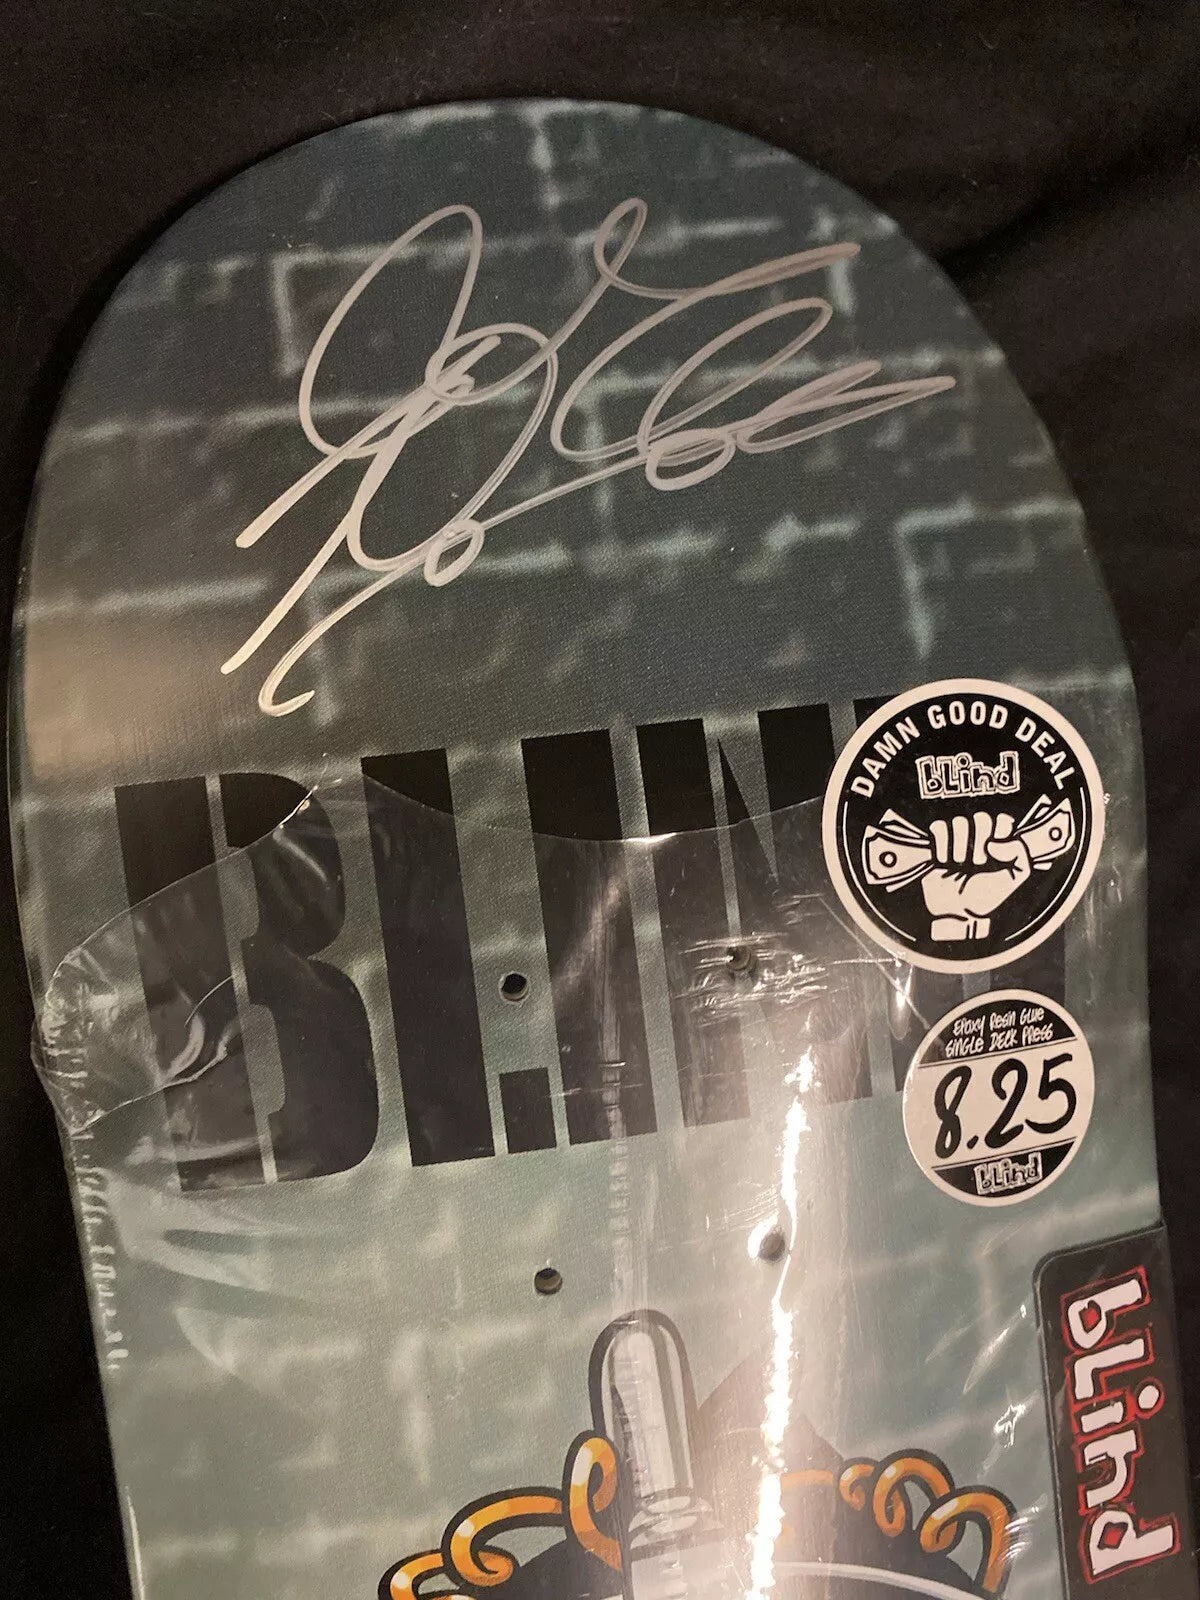 BLIND
DAMN GOOD DEAL
blind
EPOXY RESIN GLUE
SINGLE DECK PRESS
8.25
blind
blind